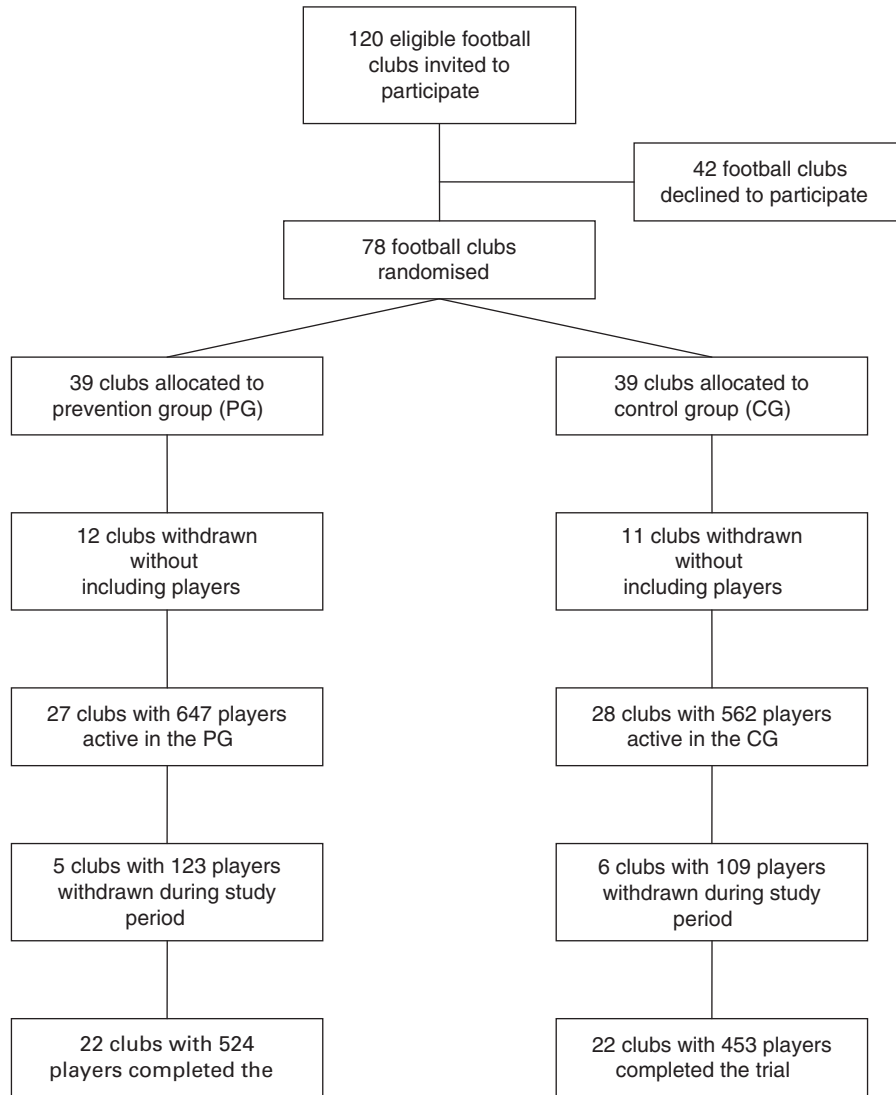 120 eligible football
clubs invited to
participate
42 football clubs
declined to participate
78 football clubs
randomised
39 clubs allocated to
prevention group (PG)
39 clubs allocated to
control group (CG)
12 clubs withdrawn
without
including players
11 clubs withdrawn
without
including players
27 clubs with 647 players
active in the PG
28 clubs with 562 players
active in the CG
5 clubs with 123 players
withdrawn during study
period
6 clubs with 109 players
withdrawn during study
period
22 clubs with 524
players completed the
22 clubs with 453 players
completed the trial